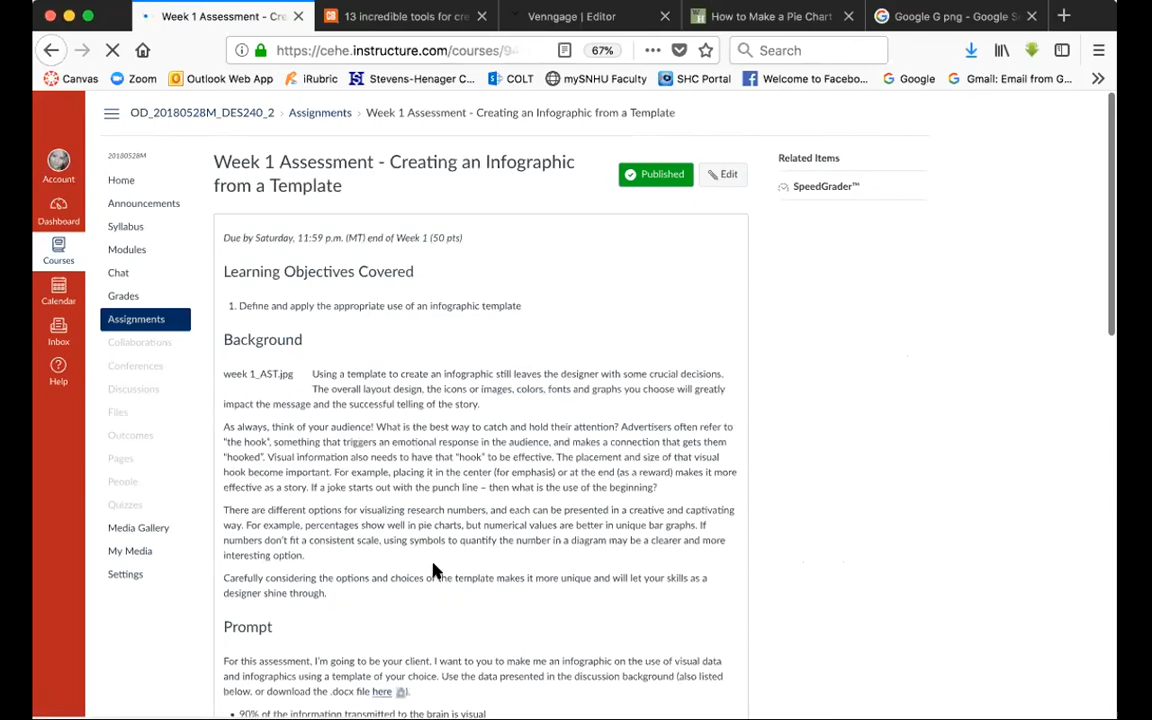 Week 1 Assessment - Cre
13 incredible tools for cre
Venngage | Editor
How to Make a Pie Chart
Google G png - Google S
https://cehe.instructure.com/courses/94
67%
Search
Canvas
Zoom
Outlook Web App
iRubric
Stevens-Henager C...
COLT
mySNHU Faculty
SHC Portal
Welcome to Facebo...
Google
Gmail: Email from G...
OD_20180528M_DES240_2 › Assignments › Week 1 Assessment - Creating an Infographic from a Template
Account
Dashboard
Courses
Calendar
Inbox
Help
20180528M
Home
Announcements
Syllabus
Modules
Chat
Grades
Assignments
Collaborations
Conferences
Discussions
Files
Outcomes
Pages
People
Quizzes
Media Gallery
My Media
Settings
Week 1 Assessment - Creating an Infographic
from a Template
Published
Edit
Related Items
SpeedGrader™
Due by Saturday, 11:59 p.m. (MT) end of Week 1 (50 pts)
Learning Objectives Covered
1. Define and apply the appropriate use of an infographic template
Background
week 1_AST.jpg Using a template to create an infographic still leaves the designer with some crucial decisions.
The overall layout design, the icons or images, colors, fonts and graphs you choose will greatly
impact the message and the successful telling of the story.
As always, think of your audience! What is the best way to catch and hold their attention? Advertisers often refer to
"the hook", something that triggers an emotional response in the audience, and makes a connection that gets them
"hooked". Visual information also needs to have that "hook" to be effective. The placement and size of that visual
hook become important. For example, placing it in the center (for emphasis) or at the end (as a reward) makes it more
effective as a story. If a joke starts out with the punch line – then what is the use of the beginning?
There are different options for visualizing research numbers, and each can be presented in a creative and captivating
way. For example, percentages show well in pie charts, but numerical values are better in unique bar graphs. If
numbers don't fit a consistent scale, using symbols to quantify the number in a diagram may be a clearer and more
interesting option.
Carefully considering the options and choices of the template makes it more unique and will let your skills as a
designer shine through.
Prompt
For this assessment, I'm going to be your client. I want to you to make me an infographic on the use of visual data
and infographics using a template of your choice. Use the data presented in the discussion background (also listed
below, or download the .docx file here ).
• 90% of the information transmitted to the brain is visual